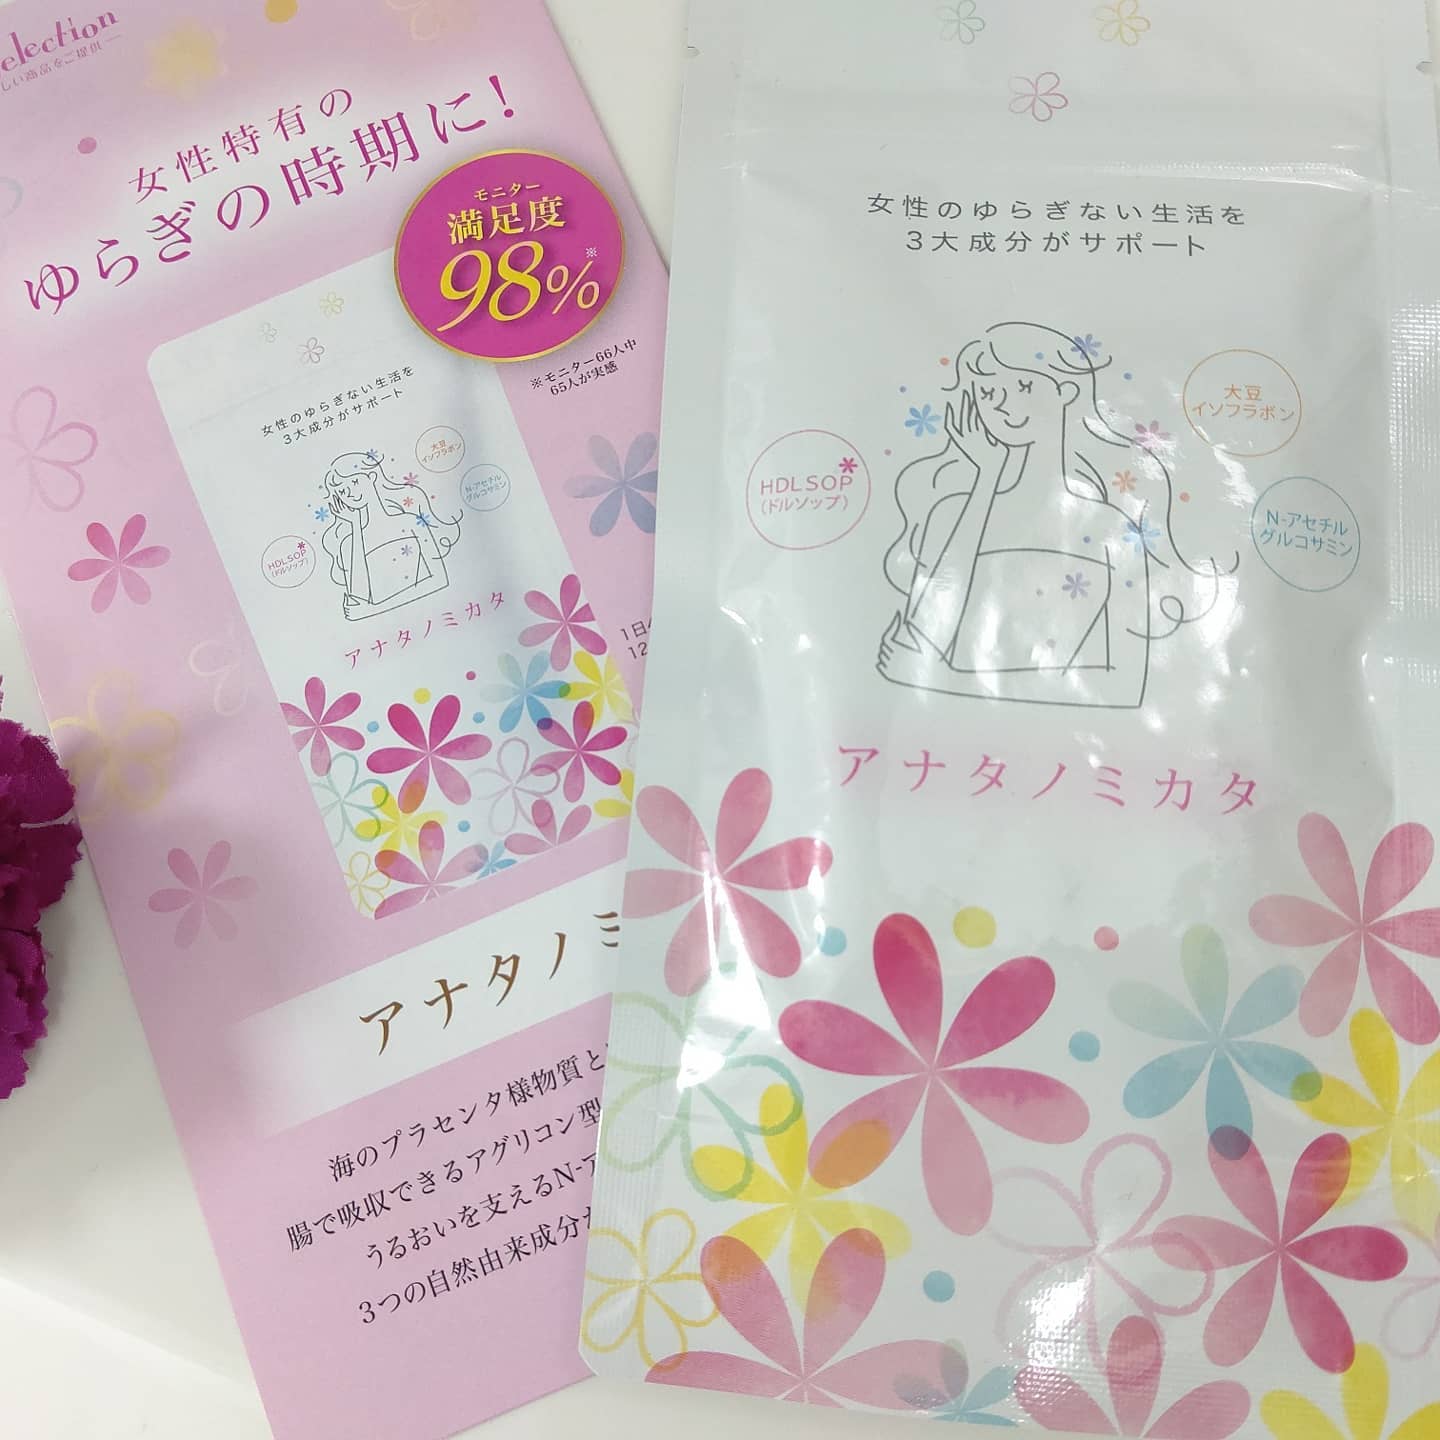 election
しい商品をご提供―
女性特有の
ゆらぎの時期に!
モニター
満足度
98%※
※モニター66人中
65人が実感
女性のゆらぎない生活を
3大成分がサポート
大豆
イソフラボン
N-アセチル
グルコサミン
HDLSOP*
(ドルソップ)
アナタノミカタ
1日
12
アナタノミ
海のプラセンタ様物質と
腸で吸収できるアグリコン型
うるおいを支えるN-ア
3つの自然由来成分
女性のゆらぎない生活を
3大成分がサポート
大豆
イソフラボン
HDLSOP*
(ドルソップ)
N-アセチル
グルコサミン
アナタノミカタ